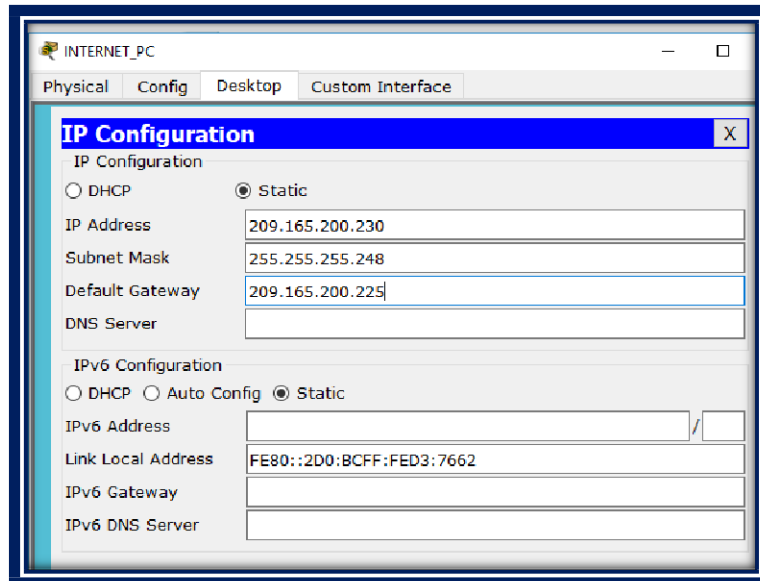 INTERNET_PC
Physical Config Desktop Custom Interface
IP Configuration X
IP Configuration
DHCP Static
IP Address 209.165.200.230
Subnet Mask 255.255.255.248
Default Gateway 209.165.200.225
DNS Server
IPv6 Configuration
DHCP Auto Config Static
IPv6 Address /
Link Local Address FE80::2D0:BCFF:FED3:7662
IPv6 Gateway
IPv6 DNS Server